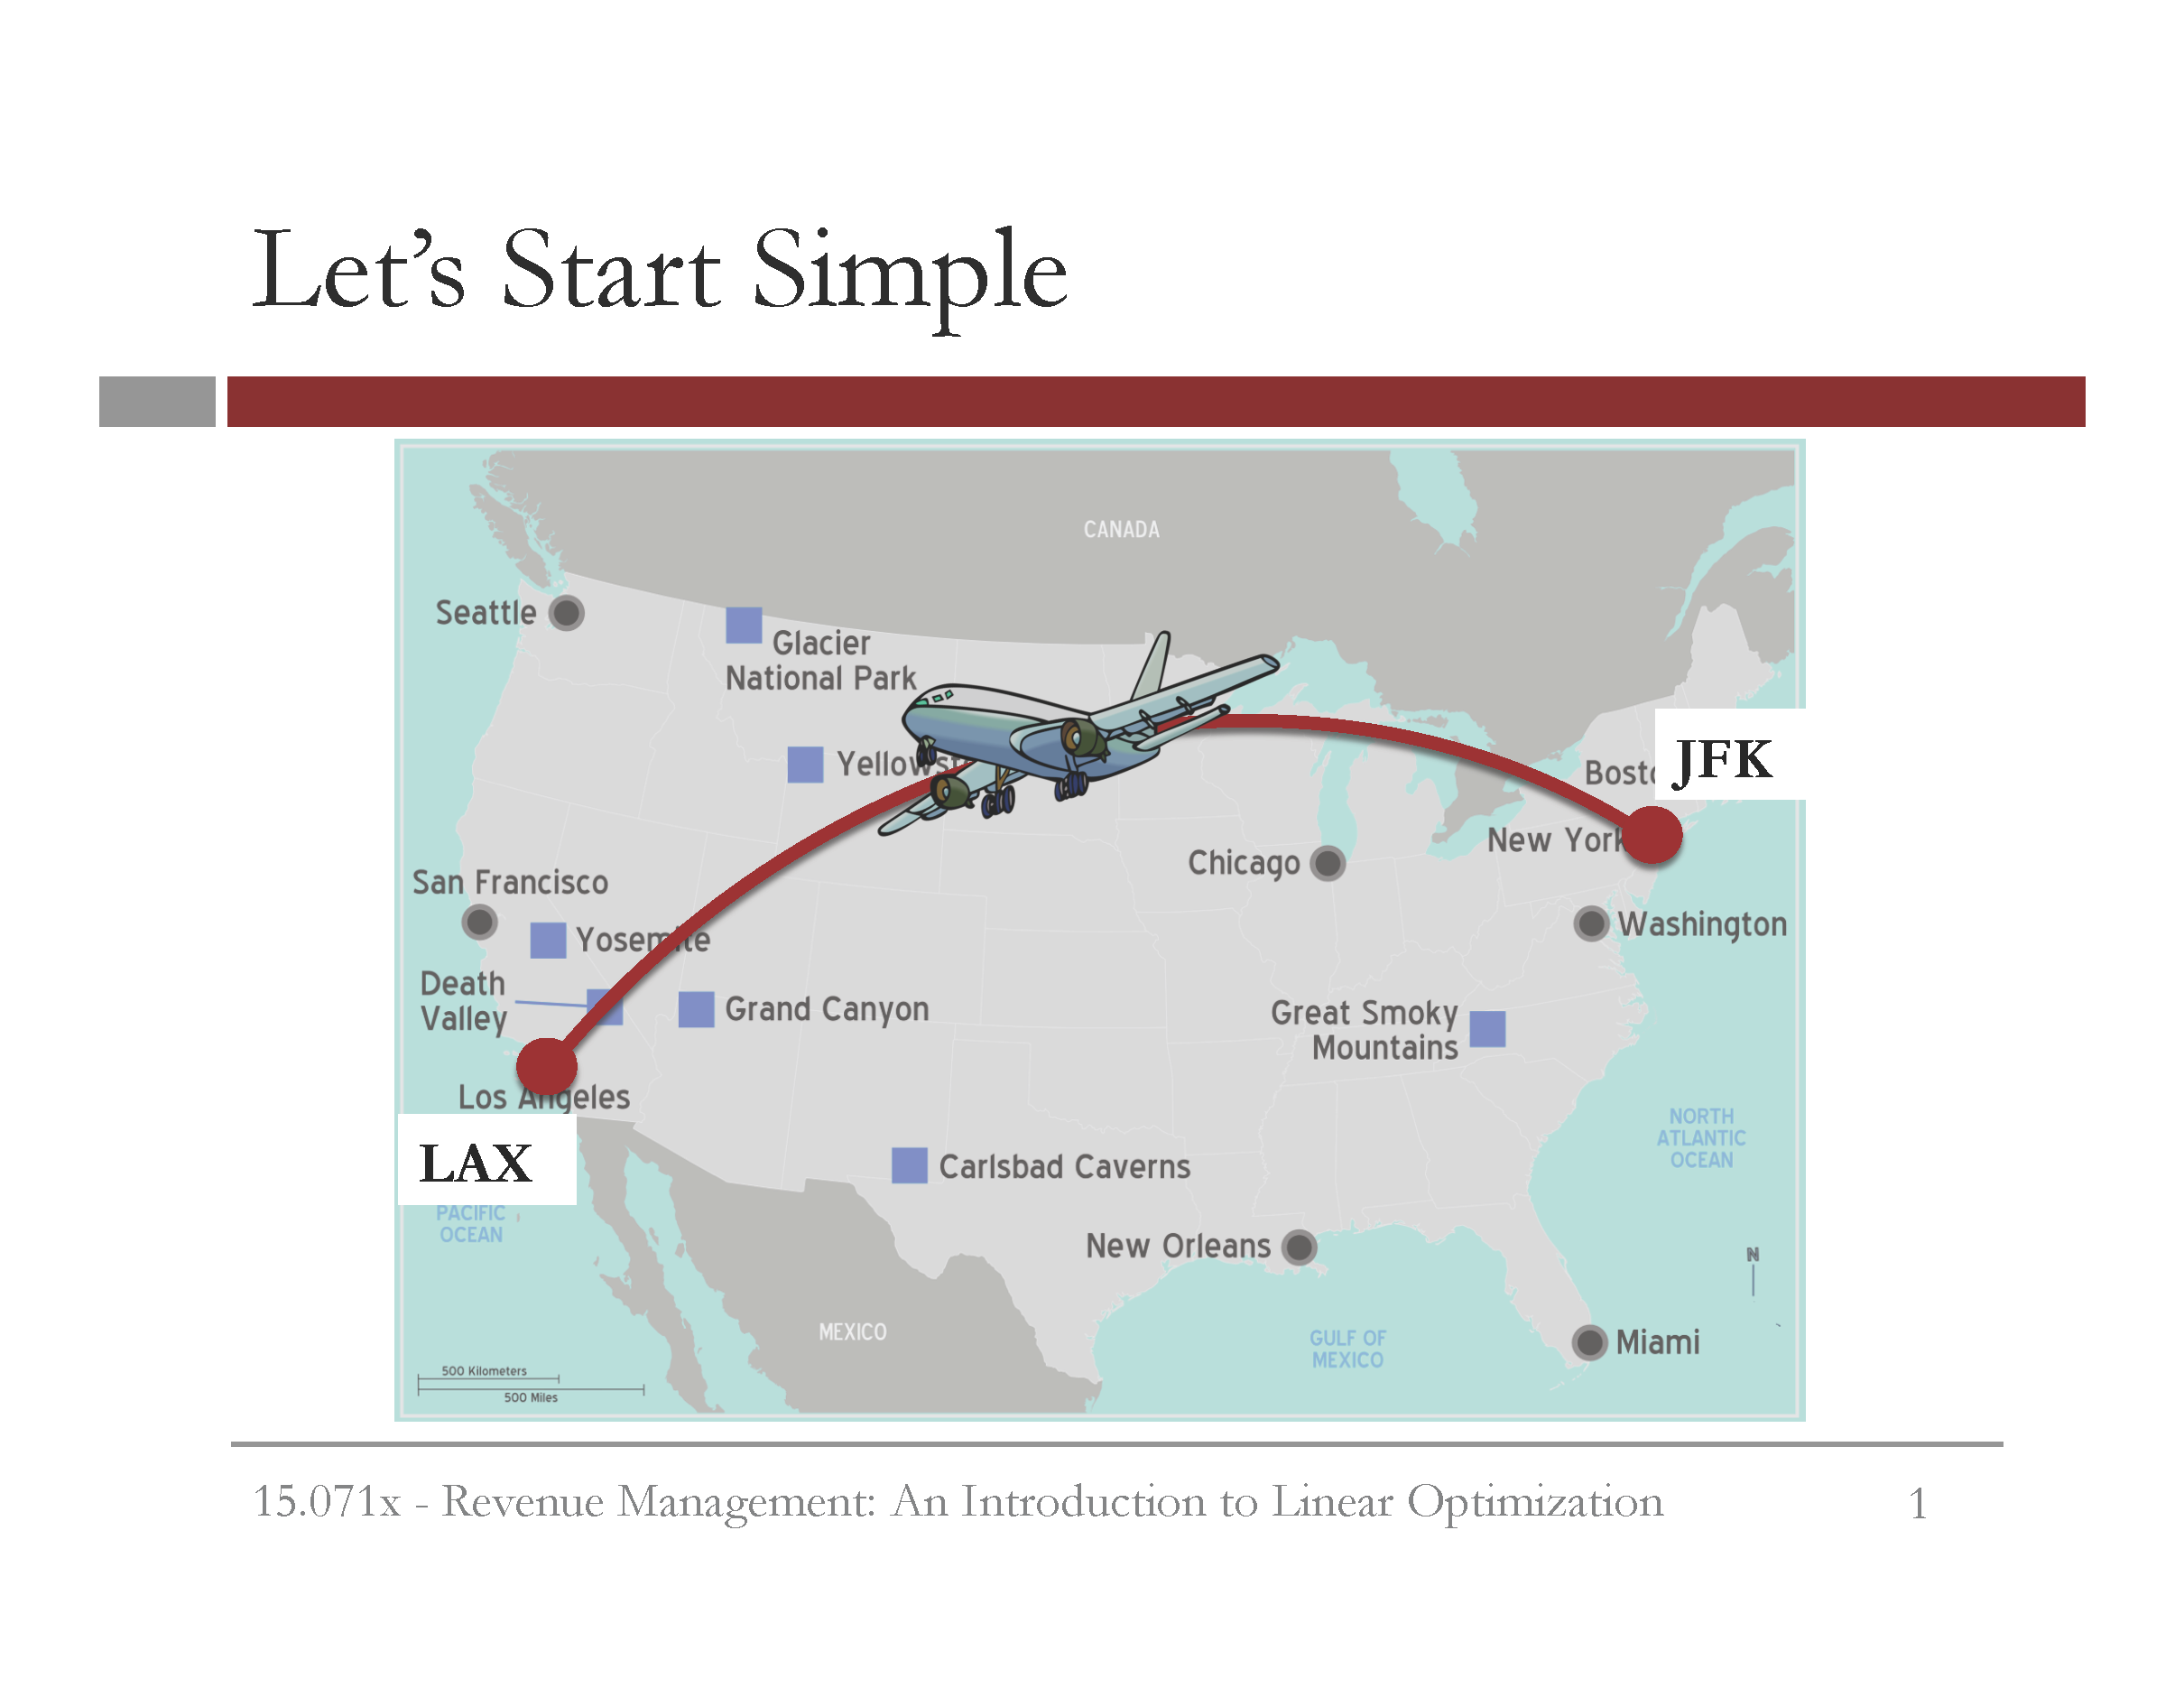 Let’s Start Simple
CANADA
Seattle
Glacier
National Park
JFK
New York
Chicago
San Francisco
Washington
Yosemite
Death
Valley
Grand Canyon
Great Smoky
Mountains
Los Angeles
NORTH
ATLANTIC
OCEAN
LAX
Carlsbad Caverns
PACIFIC
OCEAN
New Orleans
N
MEXICO
GULF OF
MEXICO
Miami
500 Kilometers
500 Miles
15.071x - Revenue Management: An Introduction to Linear Optimization
1